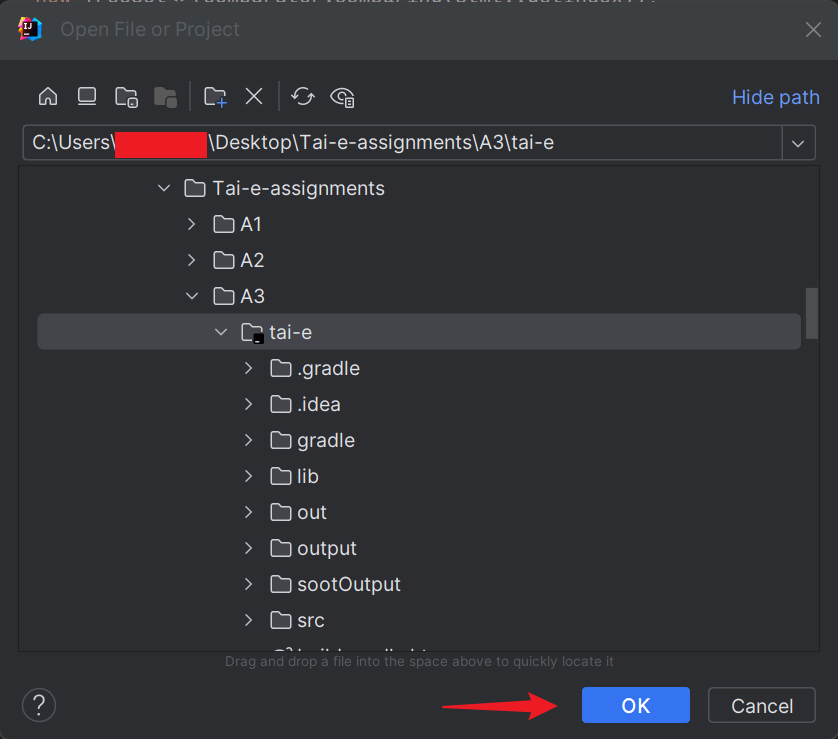 Open File or Project
Hide path
C:\Users\ \Desktop\Tai-e-assignments\A3\tai-e
Tai-e-assignments
A1
A2
A3
tai-e
.gradle
.idea
gradle
lib
out
output
sootOutput
src
Drag and drop a file into the space above to quickly locate it
?
OK
Cancel